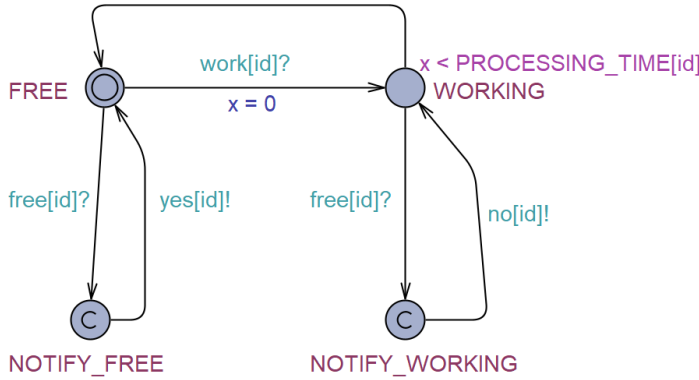 work[id]?
x < PROCESSING_TIME[id]
FREE
WORKING
x = 0
free[id]?
yes[id]!
free[id]?
no[id]!
C
C
NOTIFY_FREE
NOTIFY_WORKING